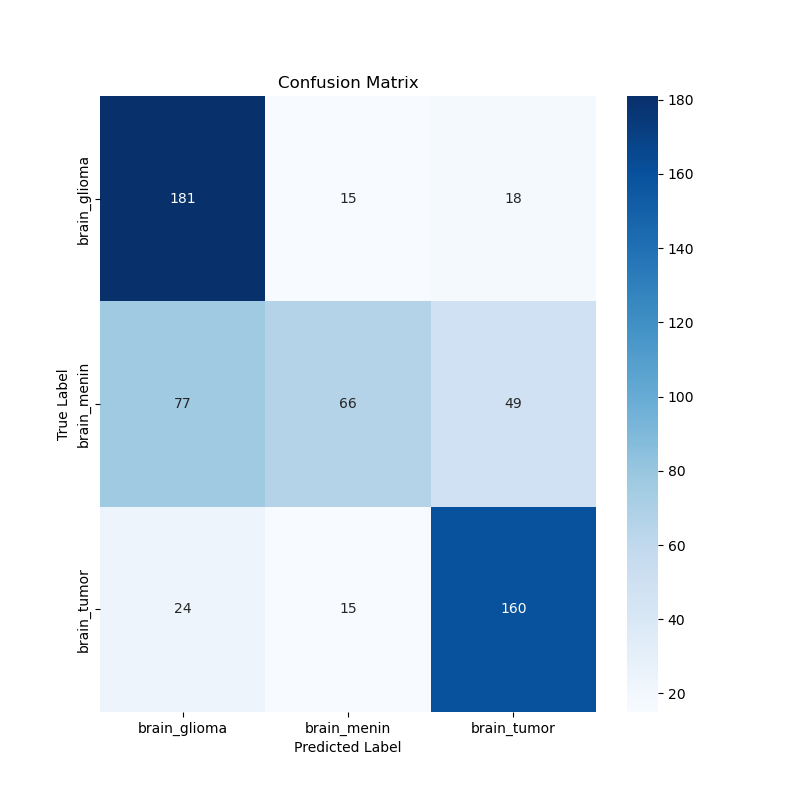 Confusion Matrix
True Label
brain_glioma
181 15 18
brain_menin
77 66 49
brain_tumor
24 15 160
brain_glioma brain_menin brain_tumor
Predicted Label
180
160
140
120
100
80
60
40
20